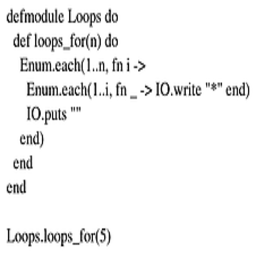 defmodule Loops do
  def loops_for(n) do
    Enum.each(1..n, fn i ->
      Enum.each(1..i, fn _ -> IO.write "*" end)
      IO.puts ""
    end)
  end
end

Loops.loops_for(5)